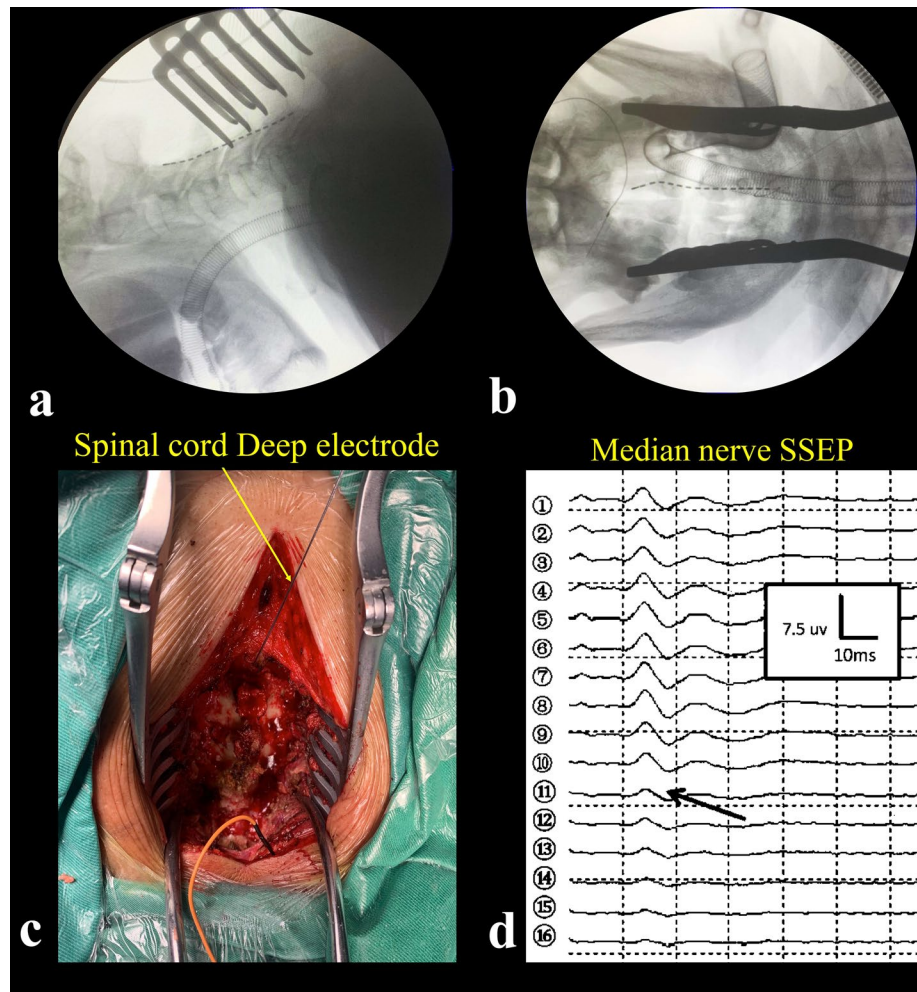 a
b
Spinal cord Deep electrode
Median nerve SSEP
①
②
③
④
⑤
⑥
⑦
⑧
⑨
⑩
⑪
⑫
⑬
⑭
⑮
⑯
7.5 uv
10ms
c
d